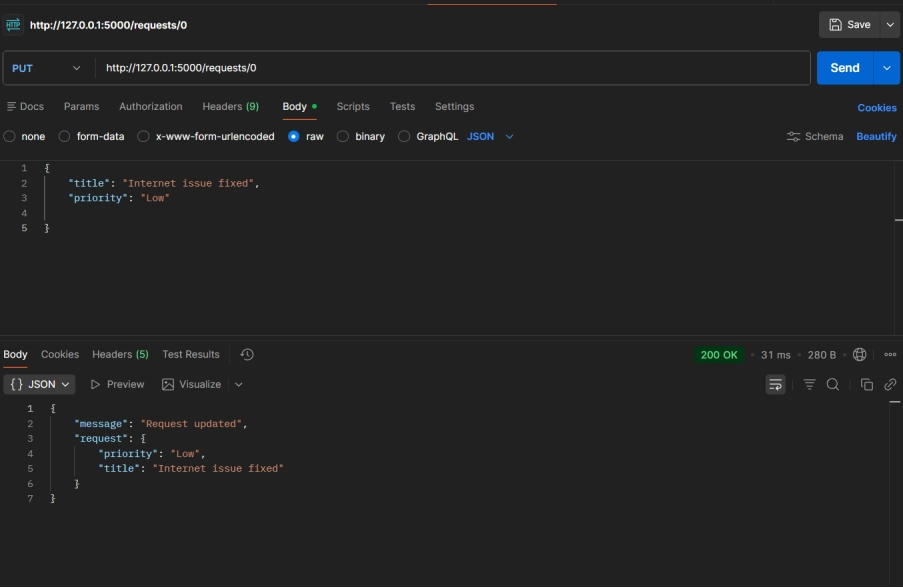 HTTP http://127.0.0.1:5000/requests/0 Save
PUT http://127.0.0.1:5000/requests/0 Send
Docs Params Authorization Headers (9) Body Scripts Tests Settings Cookies
none form-data x-www-form-urlencoded raw binary GraphQL JSON Schema Beautify
1 {
2 "title": "Internet issue fixed",
3 "priority": "Low"
4
5 }
Body Cookies Headers (5) Test Results 200 OK • 31 ms • 280 B
{} JSON Preview Visualize
1 {
2 "message": "Request updated",
3 "request": {
4 "priority": "Low",
5 "title": "Internet issue fixed"
6 }
7 }